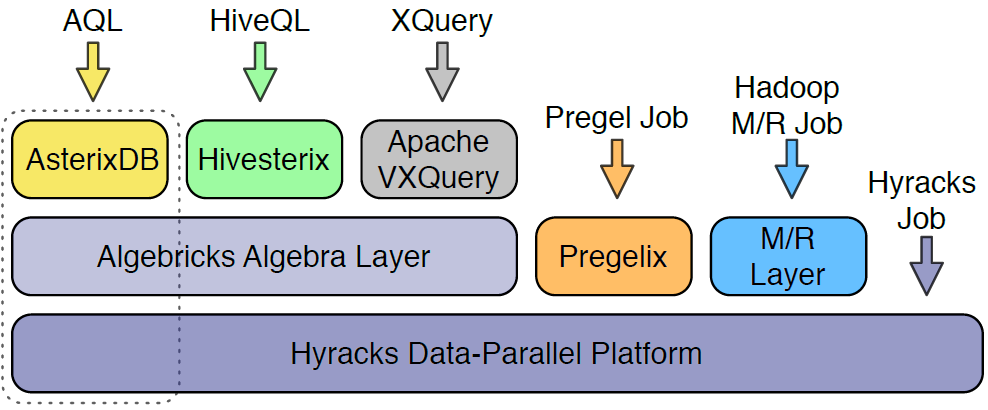 AQL
HiveQL
XQuery
Pregel Job
Hadoop
M/R Job
Hyracks
Job
AsterixDB
Hivesterix
Apache
VXQuery
Algebricks Algebra Layer
Pregelix
M/R
Layer
Hyracks Data-Parallel Platform